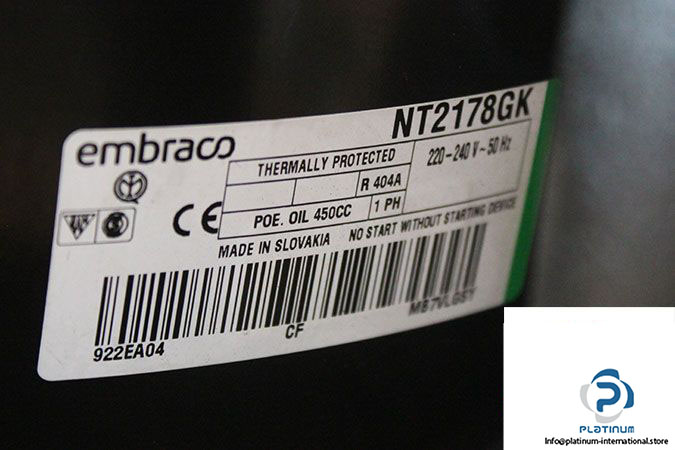 embraco
NT2178GK
THERMALLY PROTECTED
220-240 V ~ 50 Hz
R 404A
POE. OIL 450CC
1 PH
CE
MADE IN SLOVAKIA
NO START WITHOUT STARTING DEVICE
922EA04
CF
PLATINUM
Info@platinum-international.store